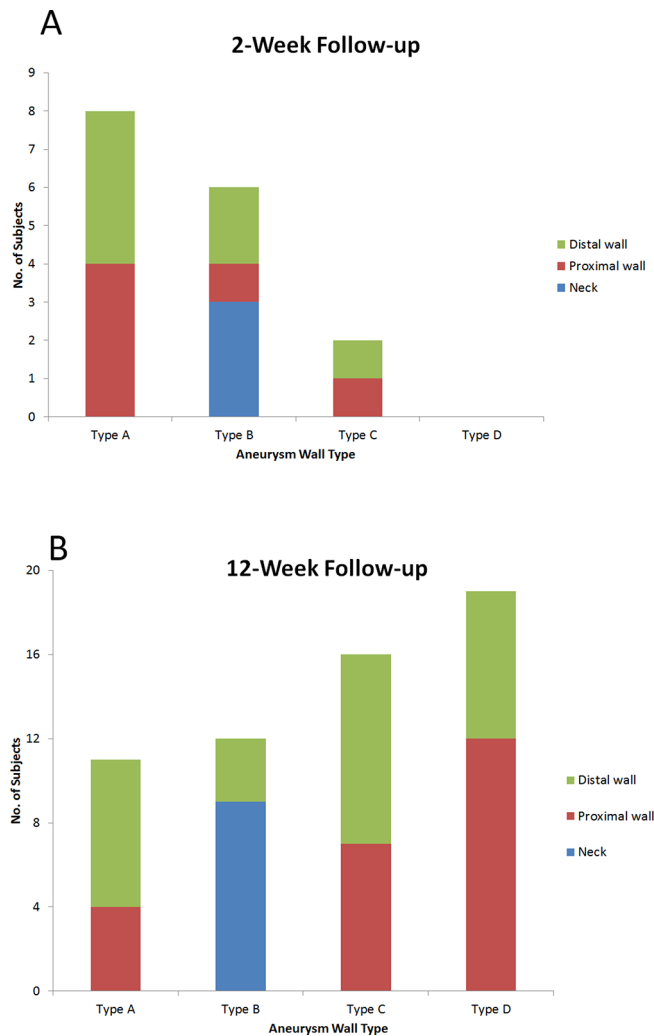 A
2-Week Follow-up
9
8
7
6
5
4
3
2
1
0
No. of Subjects
Type A Type B Type C Type D
Aneurysm Wall Type
Distal wall
Proximal wall
Neck
B
12-Week Follow-up
20
16
12
8
4
0
No. of Subjects
Type A Type B Type C Type D
Aneurysm Wall Type
Distal wall
Proximal wall
Neck